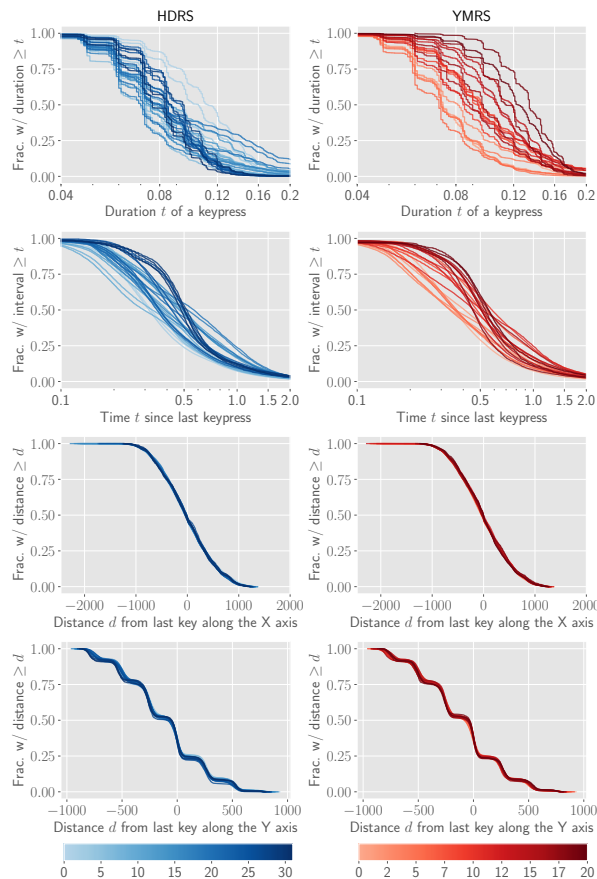 HDRS
YMRS
Frac. w/ duration ≥ t
1.00
0.75
0.50
0.25
0.00
0.04 0.08 0.12 0.16 0.2
Duration t of a keypress
Frac. w/ duration ≥ t
1.00
0.75
0.50
0.25
0.00
0.04 0.08 0.12 0.16 0.2
Duration t of a keypress
Frac. w/ interval ≥ t
1.00
0.75
0.50
0.25
0.00
0.1 0.5 1.0 1.5 2.0
Time t since last keypress
Frac. w/ interval ≥ t
1.00
0.75
0.50
0.25
0.00
0.1 0.5 1.0 1.5 2.0
Time t since last keypress
Frac. w/ distance ≥ d
1.00
0.75
0.50
0.25
0.00
−2000 −1000 0 1000 2000
Distance d from last key along the X axis
Frac. w/ distance ≥ d
1.00
0.75
0.50
0.25
0.00
−2000 −1000 0 1000 2000
Distance d from last key along the X axis
Frac. w/ distance ≥ d
1.00
0.75
0.50
0.25
0.00
−1000 −500 0 500 1000
Distance d from last key along the Y axis
Frac. w/ distance ≥ d
1.00
0.75
0.50
0.25
0.00
−1000 −500 0 500 1000
Distance d from last key along the Y axis
0 5 10 15 20 25 30
0 2 5 7 10 12 15 17 20